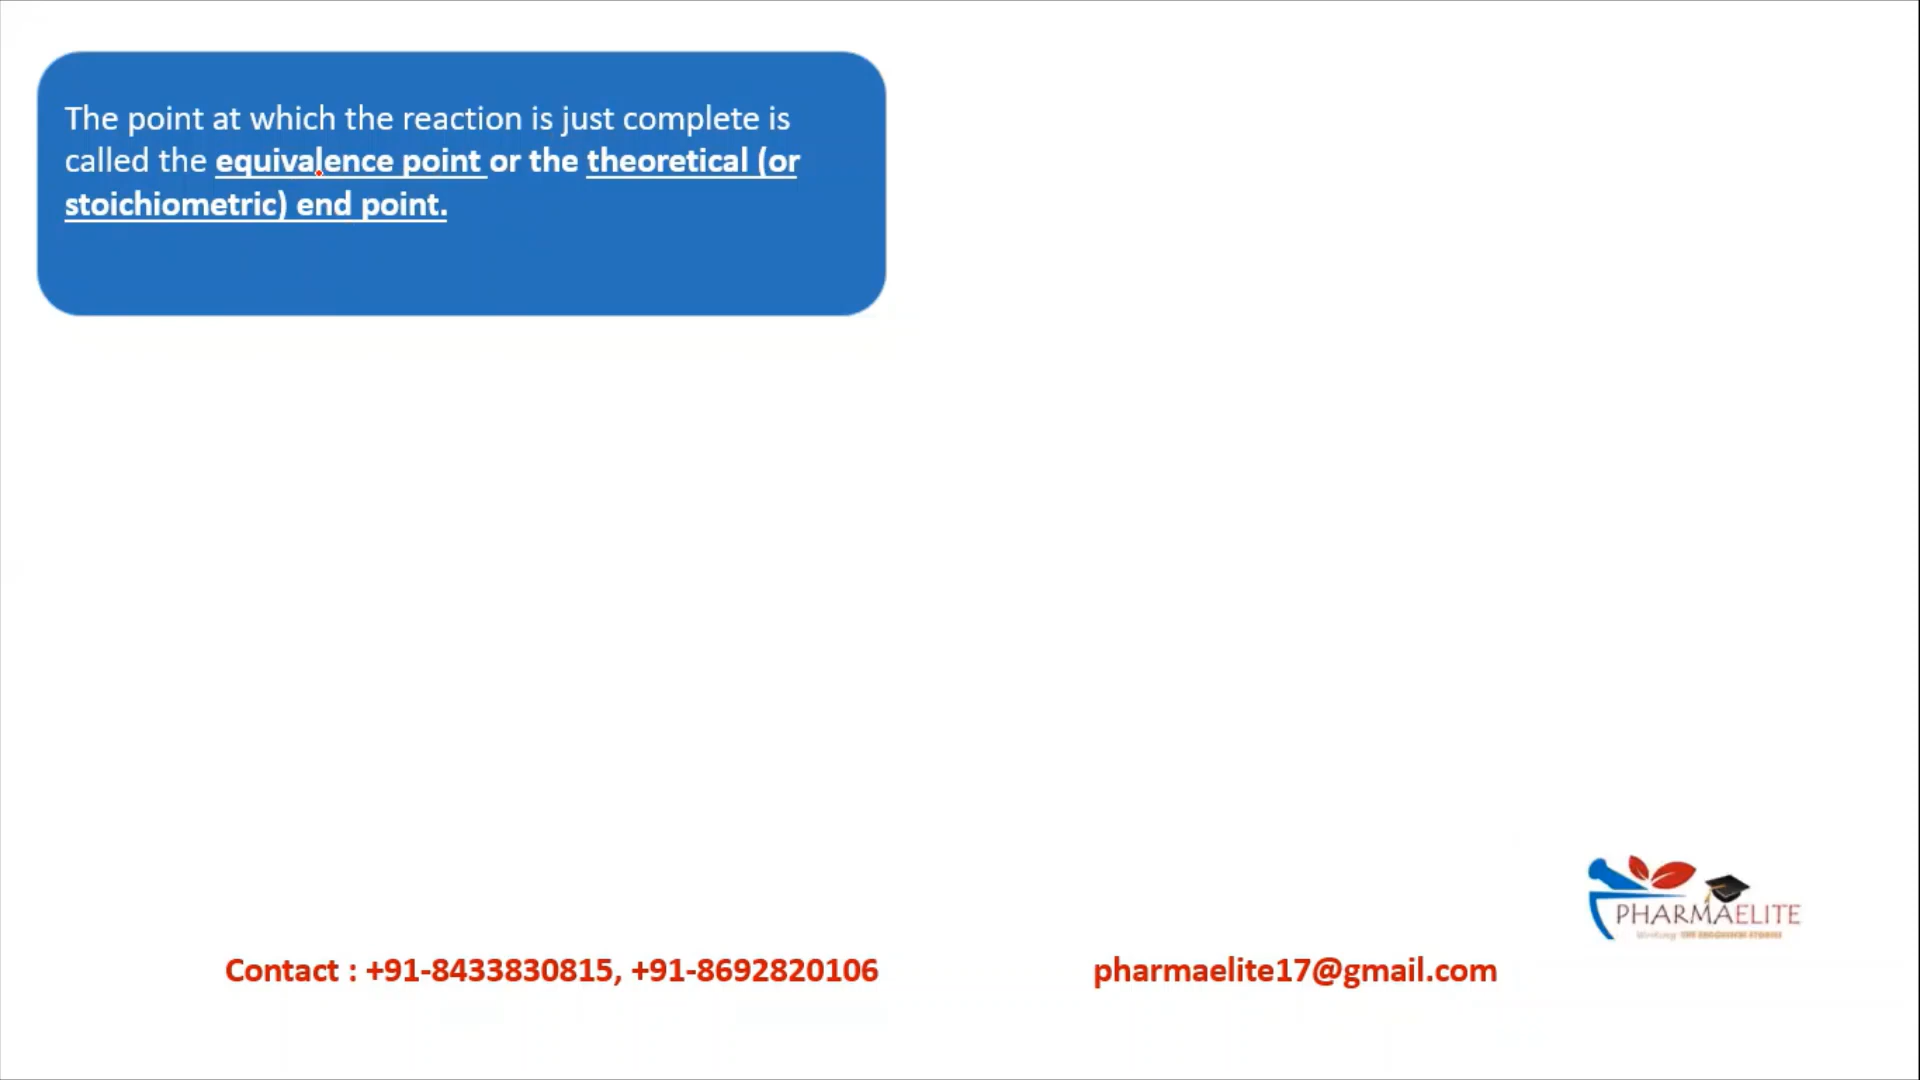 The point at which the reaction is just complete is
called the equivalence point or the theoretical (or
stoichiometric) end point.
PHARMAELITE
Contact : +91-8433830815, +91-8692820106
pharmaelite17@gmail.com